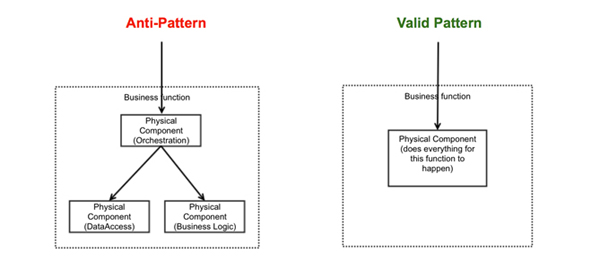 Anti-Pattern
Valid Pattern
Business function
Physical
Component
(Orchestration)
Physical
Component
(DataAccess)
Physical
Component
(Business Logic)
Business function
Physical Component
(does everything for
this function to
happen)